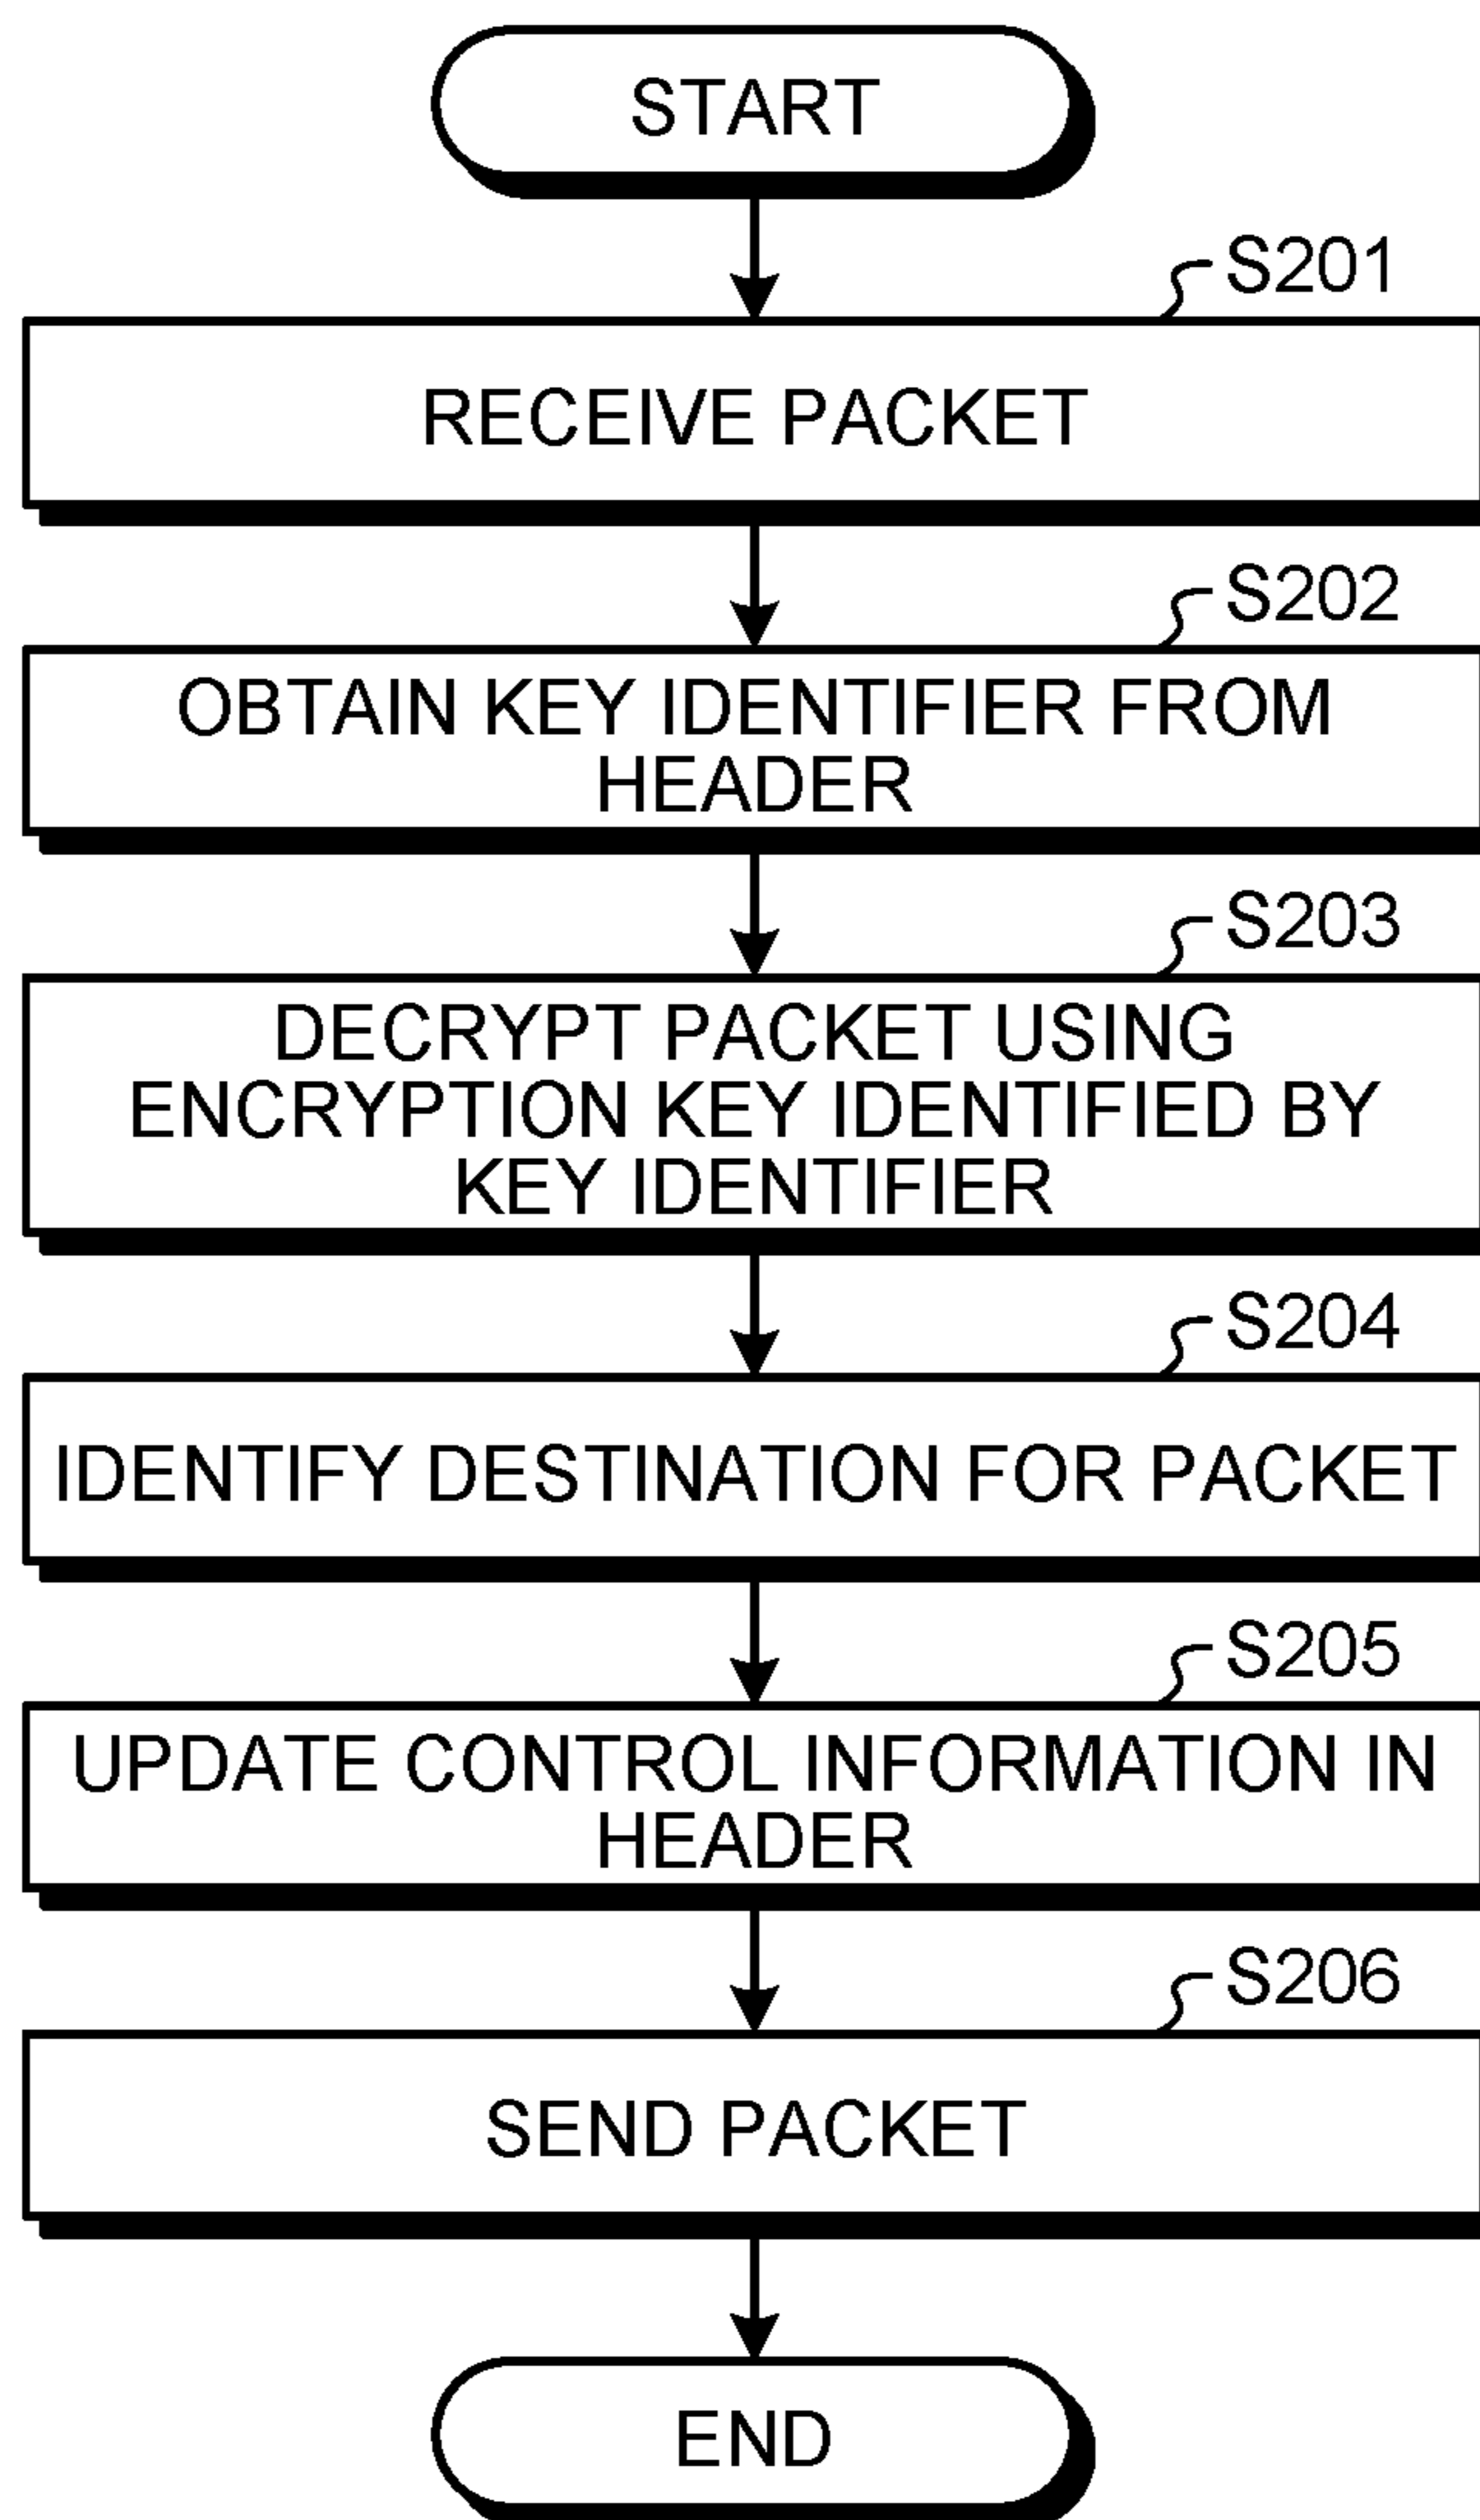 START
S201
RECEIVE PACKET
S202
OBTAIN KEY IDENTIFIER FROM
HEADER
S203
DECRYPT PACKET USING
ENCRYPTION KEY IDENTIFIED BY
KEY IDENTIFIER
S204
IDENTIFY DESTINATION FOR PACKET
S205
UPDATE CONTROL INFORMATION IN
HEADER
S206
SEND PACKET
END